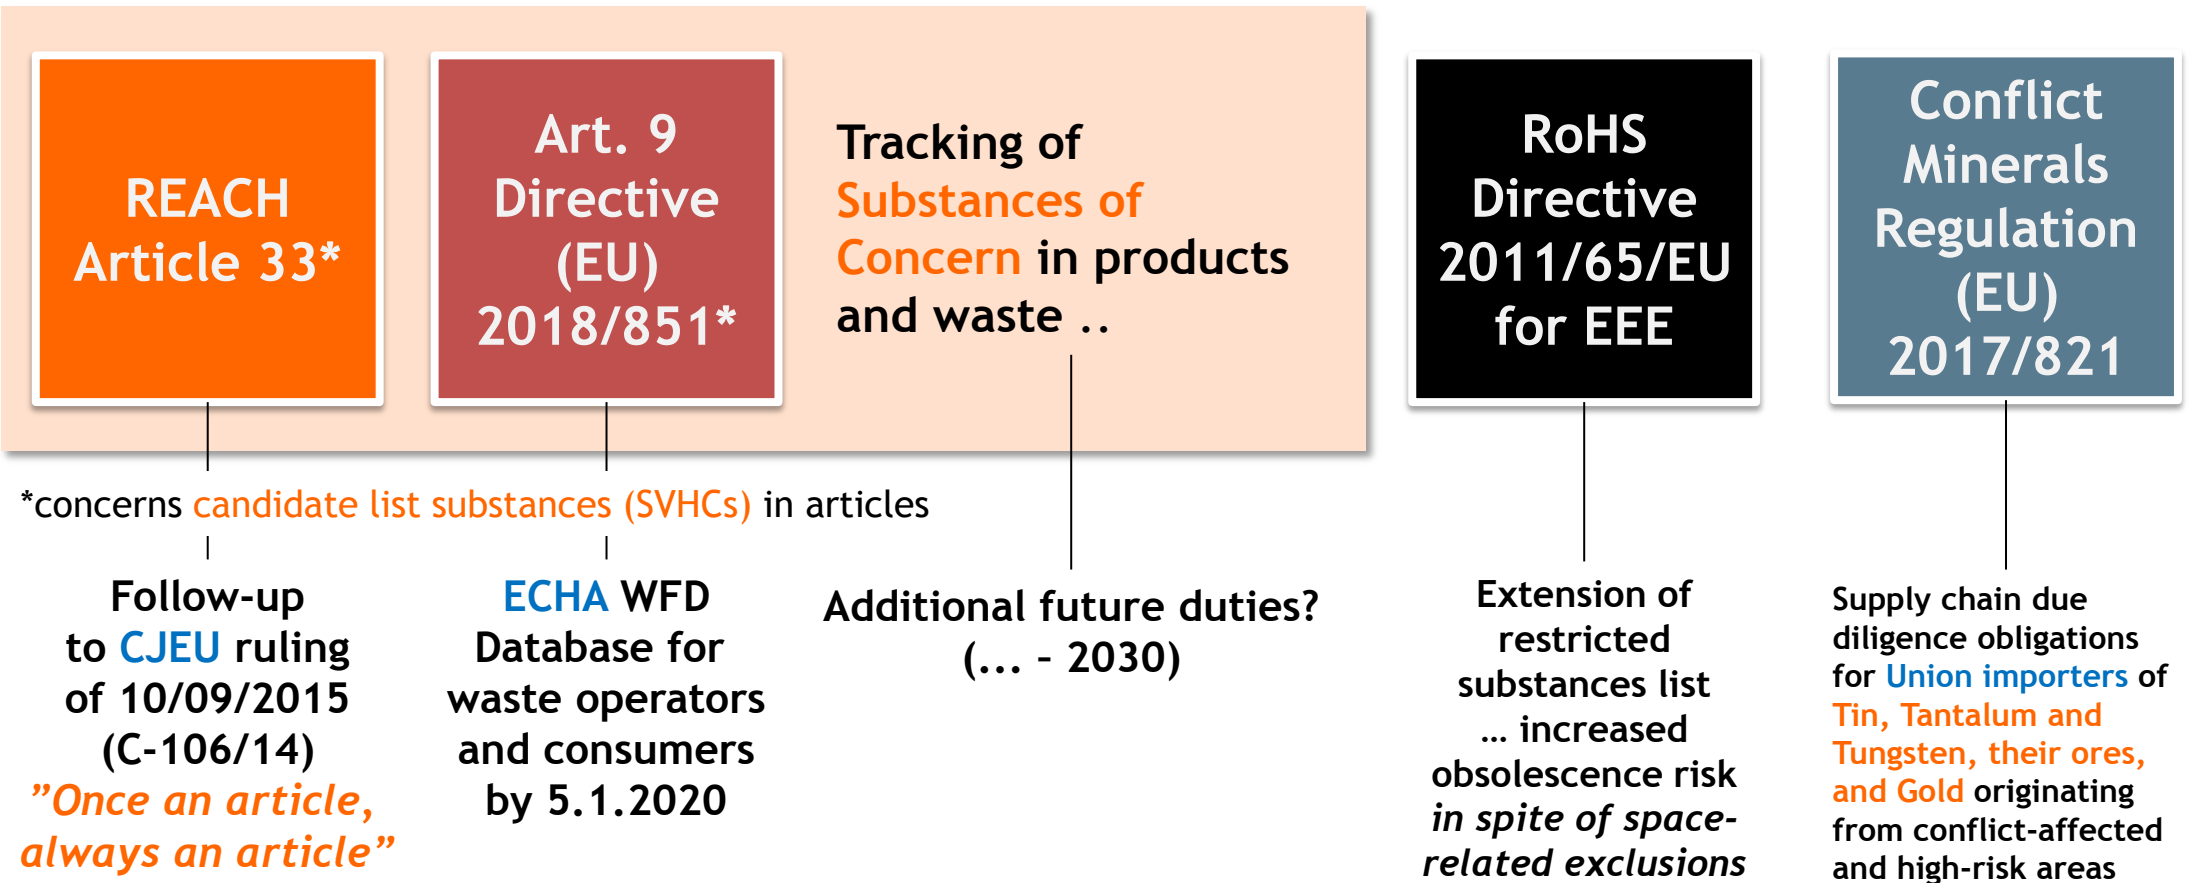 REACH
Article 33*
Art. 9
Directive
(EU)
2018/851*
Tracking of
Substances of
Concern in products
and waste ..
RoHS
Directive
2011/65/EU
for EEE
Conflict
Minerals
Regulation
(EU)
2017/821
*concerns candidate list substances (SVHCs) in articles
Follow-up
to CJEU ruling
of 10/09/2015
(C-106/14)
”Once an article,
always an article”
ECHA WFD
Database for
waste operators
and consumers
by 5.1.2020
Additional future duties?
(... – 2030)
Extension of
restricted
substances list
… increased
obsolescence risk
in spite of space-
related exclusions
Supply chain due
diligence obligations
for Union importers of
Tin, Tantalum and
Tungsten, their ores,
and Gold originating
from conflict-affected
and high-risk areas